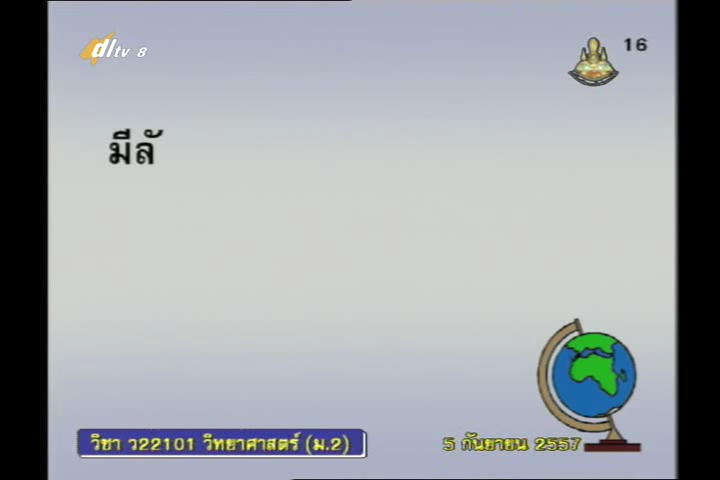 dltv 8
16
มีลั
วิชา ว22101 วิทยาศาสตร์ (ม.2)
5 กันยายน 2557